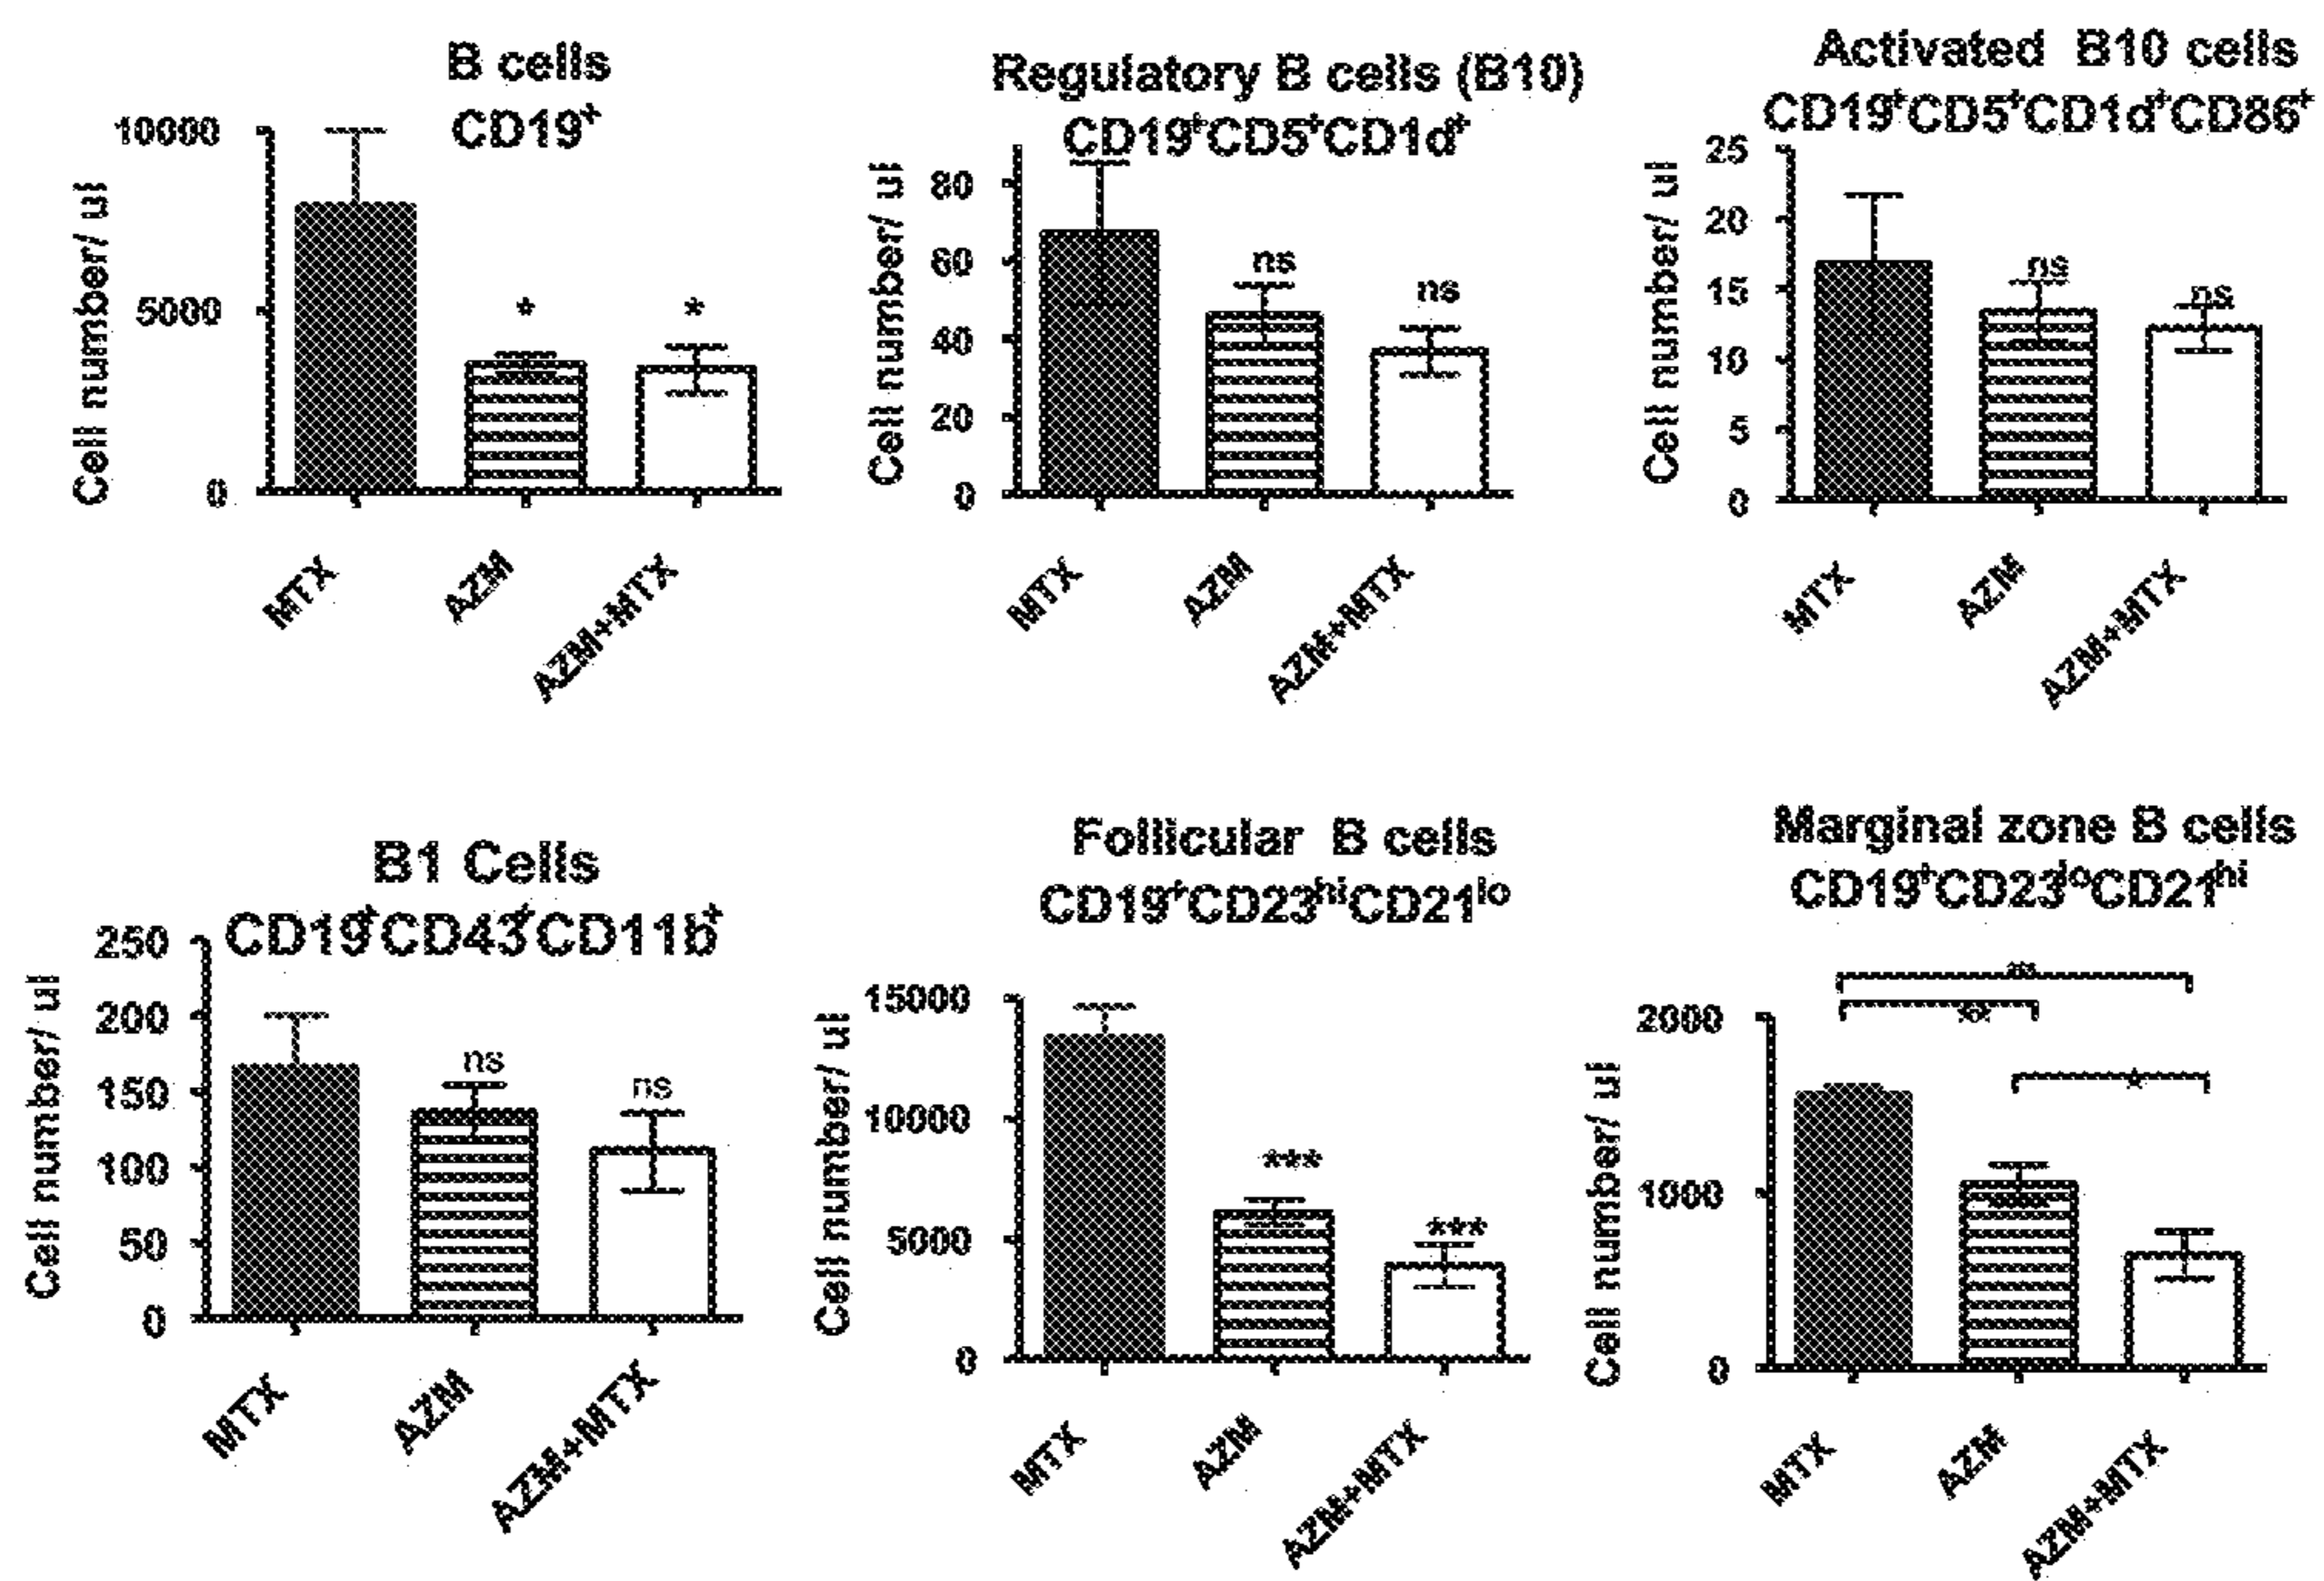 B cells
CD19⁺
Cell number/ ul
10000
5000
0
*
*
MTX
AZM
AZM+MTX
Regulatory B cells (B10)
CD19⁺CD5⁺CD1d⁺
Cell number/ ul
80
60
40
20
0
ns
ns
MTX
AZM
AZM+MTX
Activated B10 cells
CD19⁺CD5⁺CD1d⁺CD86⁺
Cell number/ ul
25
20
15
10
5
0
ns
ns
MTX
AZM
AZM+MTX
B1 Cells
CD19⁺CD43⁺CD11b⁺
Cell number/ ul
250
200
150
100
50
0
ns
ns
MTX
AZM
AZM+MTX
Follicular B cells
CD19⁺CD23ʰⁱCD21ˡᵒ
Cell number/ ul
15000
10000
5000
0
***
***
MTX
AZM
AZM+MTX
Marginal zone B cells
CD19⁺CD23ˡᵒCD21ʰⁱ
Cell number/ ul
2000
1000
0
*
MTX
AZM
AZM+MTX